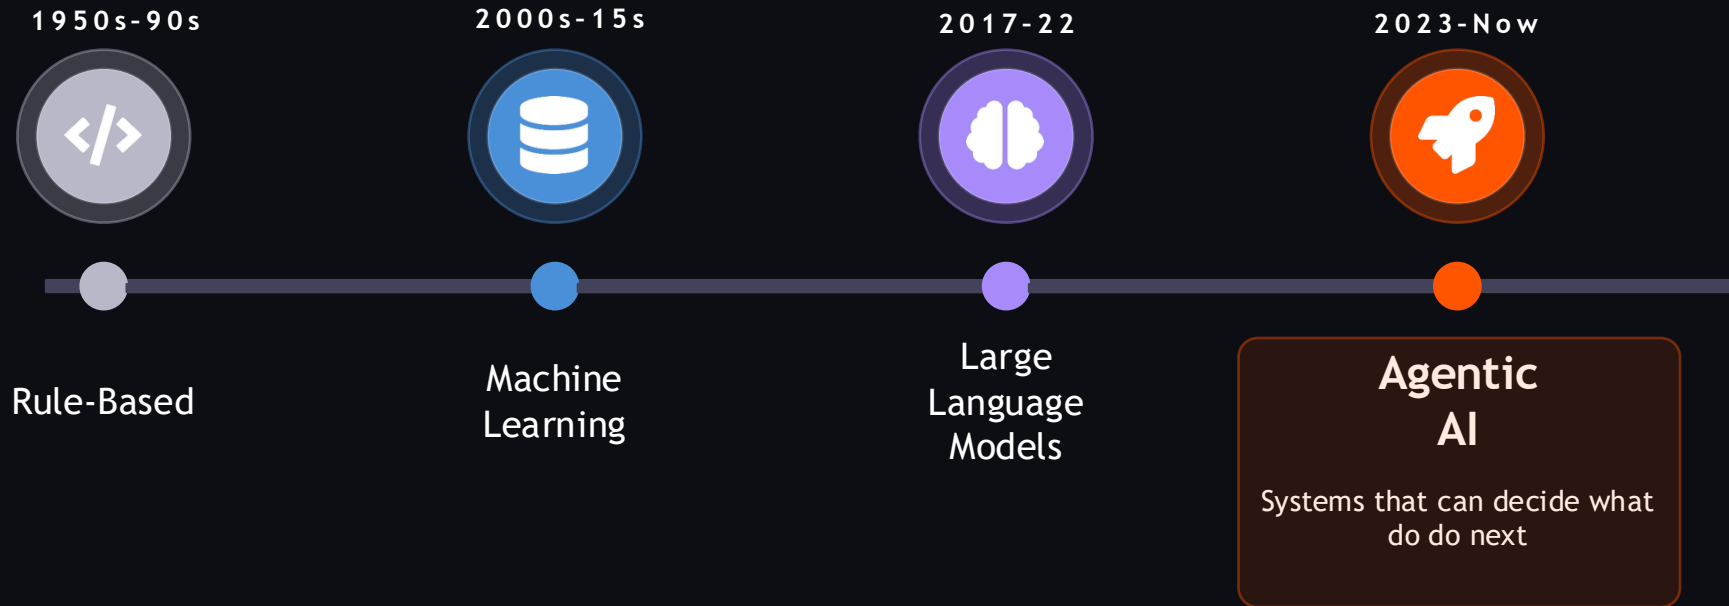 1950s-90s
2000s-15s
2017-22
2023-Now
Rule-Based
Machine
Learning
Large
Language
Models
Agentic
AI
Systems that can decide what
do do next